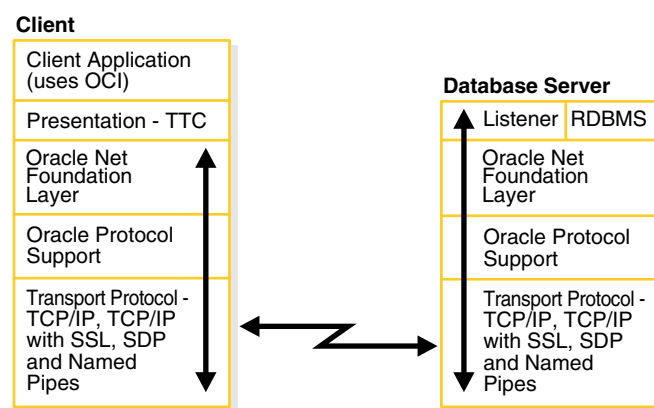 Client
Client Application
(uses OCI)
Presentation - TTC
Oracle Net
Foundation
Layer
Oracle Protocol
Support
Transport Protocol -
TCP/IP, TCP/IP
with SSL, SDP
and Named
Pipes
Database Server
Listener
RDBMS
Oracle Net
Foundation
Layer
Oracle Protocol
Support
Transport Protocol -
TCP/IP, TCP/IP
with SSL, SDP
and Named
Pipes